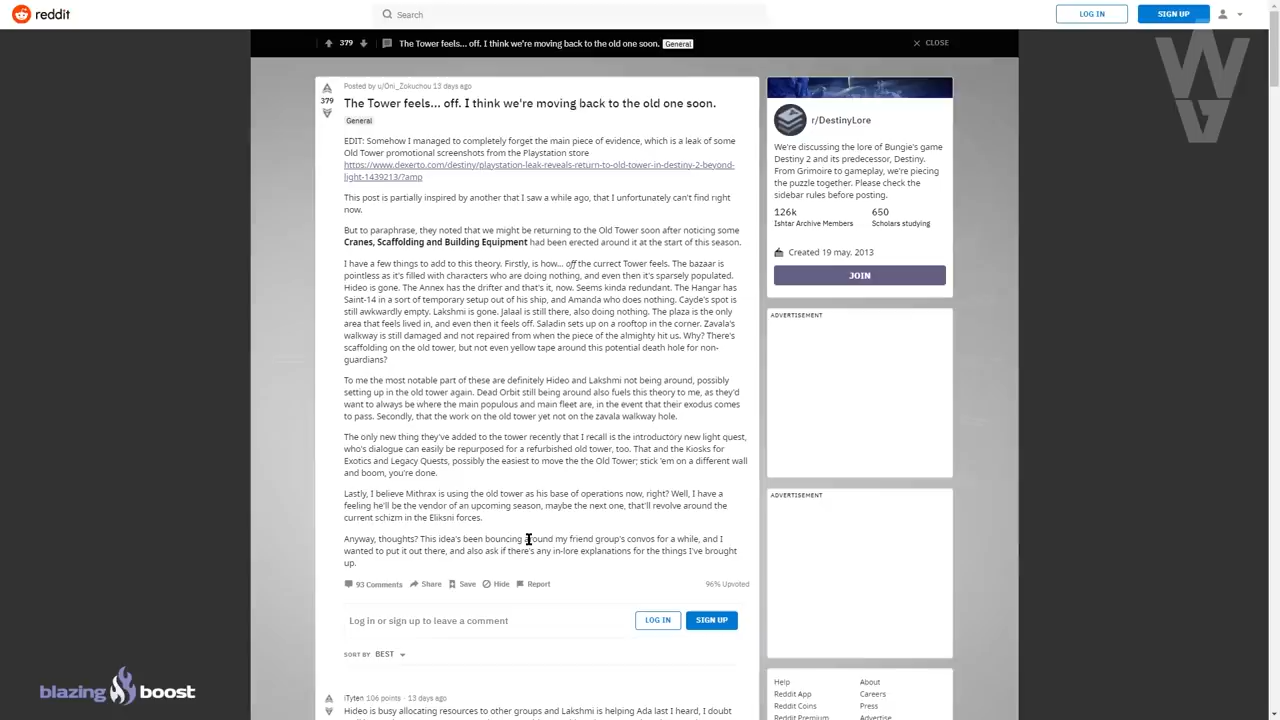 reddit
Search
LOG IN
SIGN UP
379
The Tower feels... off. I think we're moving back to the old one soon.
General
CLOSE
Posted by u/Oni_Zokuchou 13 days ago
379
The Tower feels... off. I think we're moving back to the old one soon.
General
EDIT: Somehow I managed to completely forget the main piece of evidence, which is a leak of some
Old Tower promotional screenshots from the Playstation store
https://www.dexerto.com/destiny/playstation-leak-reveals-return-to-old-tower-in-destiny-2-beyond-
light-1439213/?amp
This post is partially inspired by another that I saw a while ago, that I unfortunately can't find right
now.
But to paraphrase, they noted that we might be returning to the Old Tower soon after noticing some
Cranes, Scaffolding and Building Equipment had been erected around it at the start of this season.
I have a few things to add to this theory. Firstly, is how... off the currect Tower feels. The bazaar is
pointless as it's filled with characters who are doing nothing, and even then it's sparsely populated.
Hideo is gone. The Annex has the drifter and that's it, now. Seems kinda redundant. The Hangar has
Saint-14 in a sort of temporary setup out of his ship, and Amanda who does nothing. Cayde's spot is
still awkwardly empty. Lakshmi is gone. Jalaal is still there, also doing nothing. The plaza is the only
area that feels lived in, and even then it feels off. Saladin sets up on a rooftop in the corner. Zavala's
walkway is still damaged and not repaired from when the piece of the almighty hit us. Why? There's
scaffolding on the old tower, but not even yellow tape around this potential death hole for non-
guardians?
To me the most notable part of these are definitely Hideo and Lakshmi not being around, possibly
setting up in the old tower again. Dead Orbit still being around also fuels this theory to me, as they'd
want to always be where the main populous and main fleet are, in the event that their exodus comes
to pass. Secondly, that the work on the old tower yet not on the zavala walkway hole.
The only new thing they've added to the tower recently that I recall is the introductory new light quest,
who's dialogue can easily be repurposed for a refurbished old tower, too. That and the Kiosks for
Exotics and Legacy Quests, possibly the easiest to move the the Old Tower; stick 'em on a different wall
and boom, you're done.
Lastly, I believe Mithrax is using the old tower as his base of operations now, right? Well, I have a
feeling he'll be the vendor of an upcoming season, maybe the next one, that'll revolve around the
current schizm in the Eliksni forces.
Anyway, thoughts? This idea's been bouncing around my friend group's convos for a while, and I
wanted to put it out there, and also ask if there's any in-lore explanations for the things I've brought
up.
93 Comments
Share
Save
Hide
Report
96% Upvoted
Log in or sign up to leave a comment
LOG IN
SIGN UP
SORT BY BEST
iTyten 106 points · 13 days ago
Hideo is busy allocating resources to other groups and Lakshmi is helping Ada last I heard, I doubt
r/DestinyLore
We're discussing the lore of Bungie's game
Destiny 2 and its predecessor, Destiny.
From Grimoire to gameplay, we're piecing
the puzzle together. Please check the
sidebar rules before posting.
126k
650
Ishtar Archive Members
Scholars studying
Created 19 may. 2013
JOIN
ADVERTISEMENT
ADVERTISEMENT
Help
About
Reddit App
Careers
Reddit Coins
Press
Reddit Premium
Advertise
WG
blazing boost